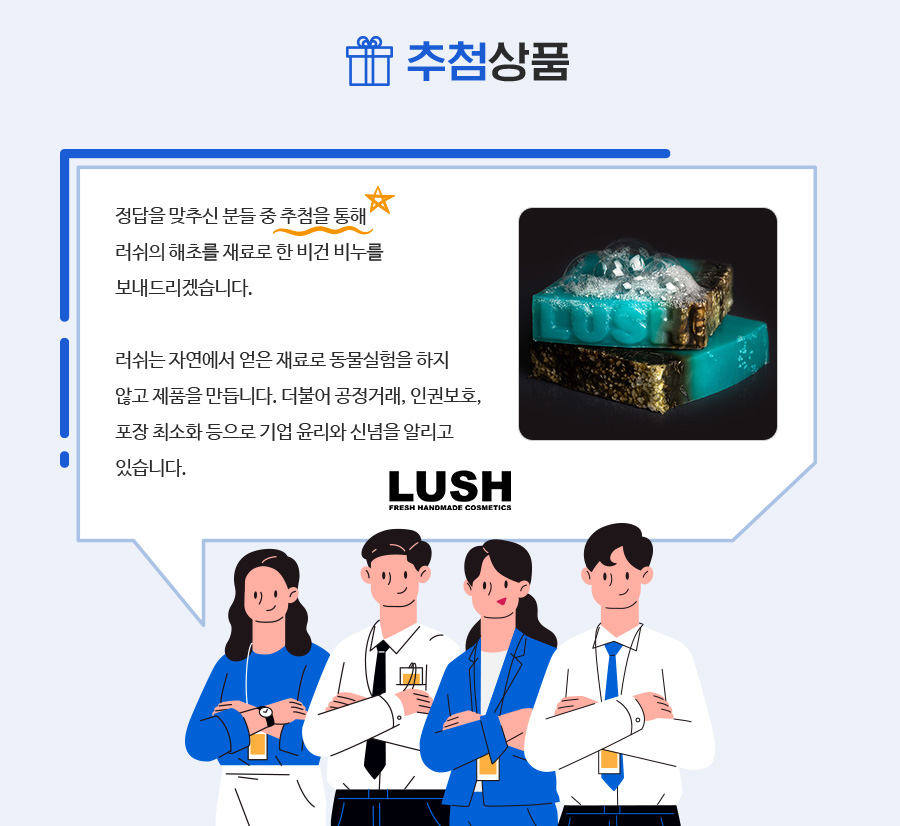 추첨상품
정답을 맞추신 분들 중 추첨을 통해
러쉬의 해초를 재료로 한 비건 비누를
보내드리겠습니다.
러쉬는 자연에서 얻은 재료로 동물실험을 하지
않고 제품을 만듭니다. 더불어 공정거래, 인권보호,
포장 최소화 등으로 기업 윤리와 신념을 알리고
있습니다.
LUSH
LUSH
FRESH HANDMADE COSMETICS